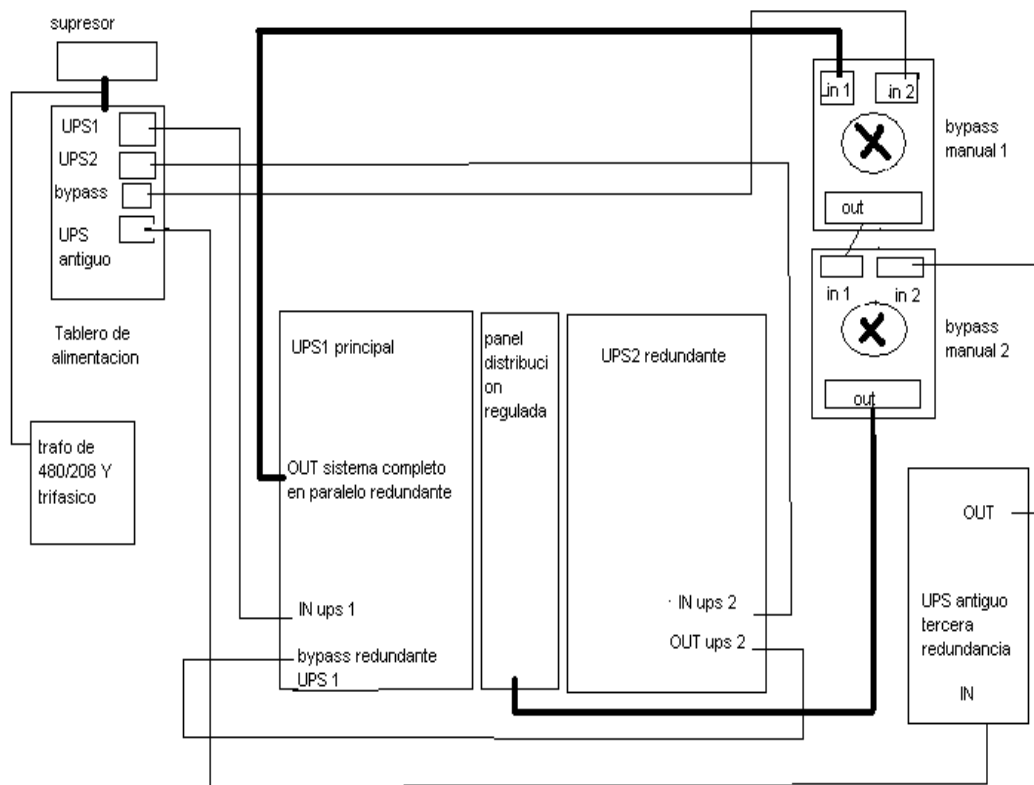 supresor
UPS1
UPS2
bypass
UPS
antiguo
Tablero de
alimentacion
trafo de
480/208 Y
trifasico
UPS1 principal
OUT sistema completo
en paralelo redundante
IN ups 1
bypass redundante
UPS 1
panel
distribuci
on
regulada
UPS2 redundante
IN ups 2
OUT ups 2
in 1
in 2
bypass
manual 1
out
in 1
in 2
bypass
manual 2
out
OUT
UPS antiguo
tercera
redundancia
IN